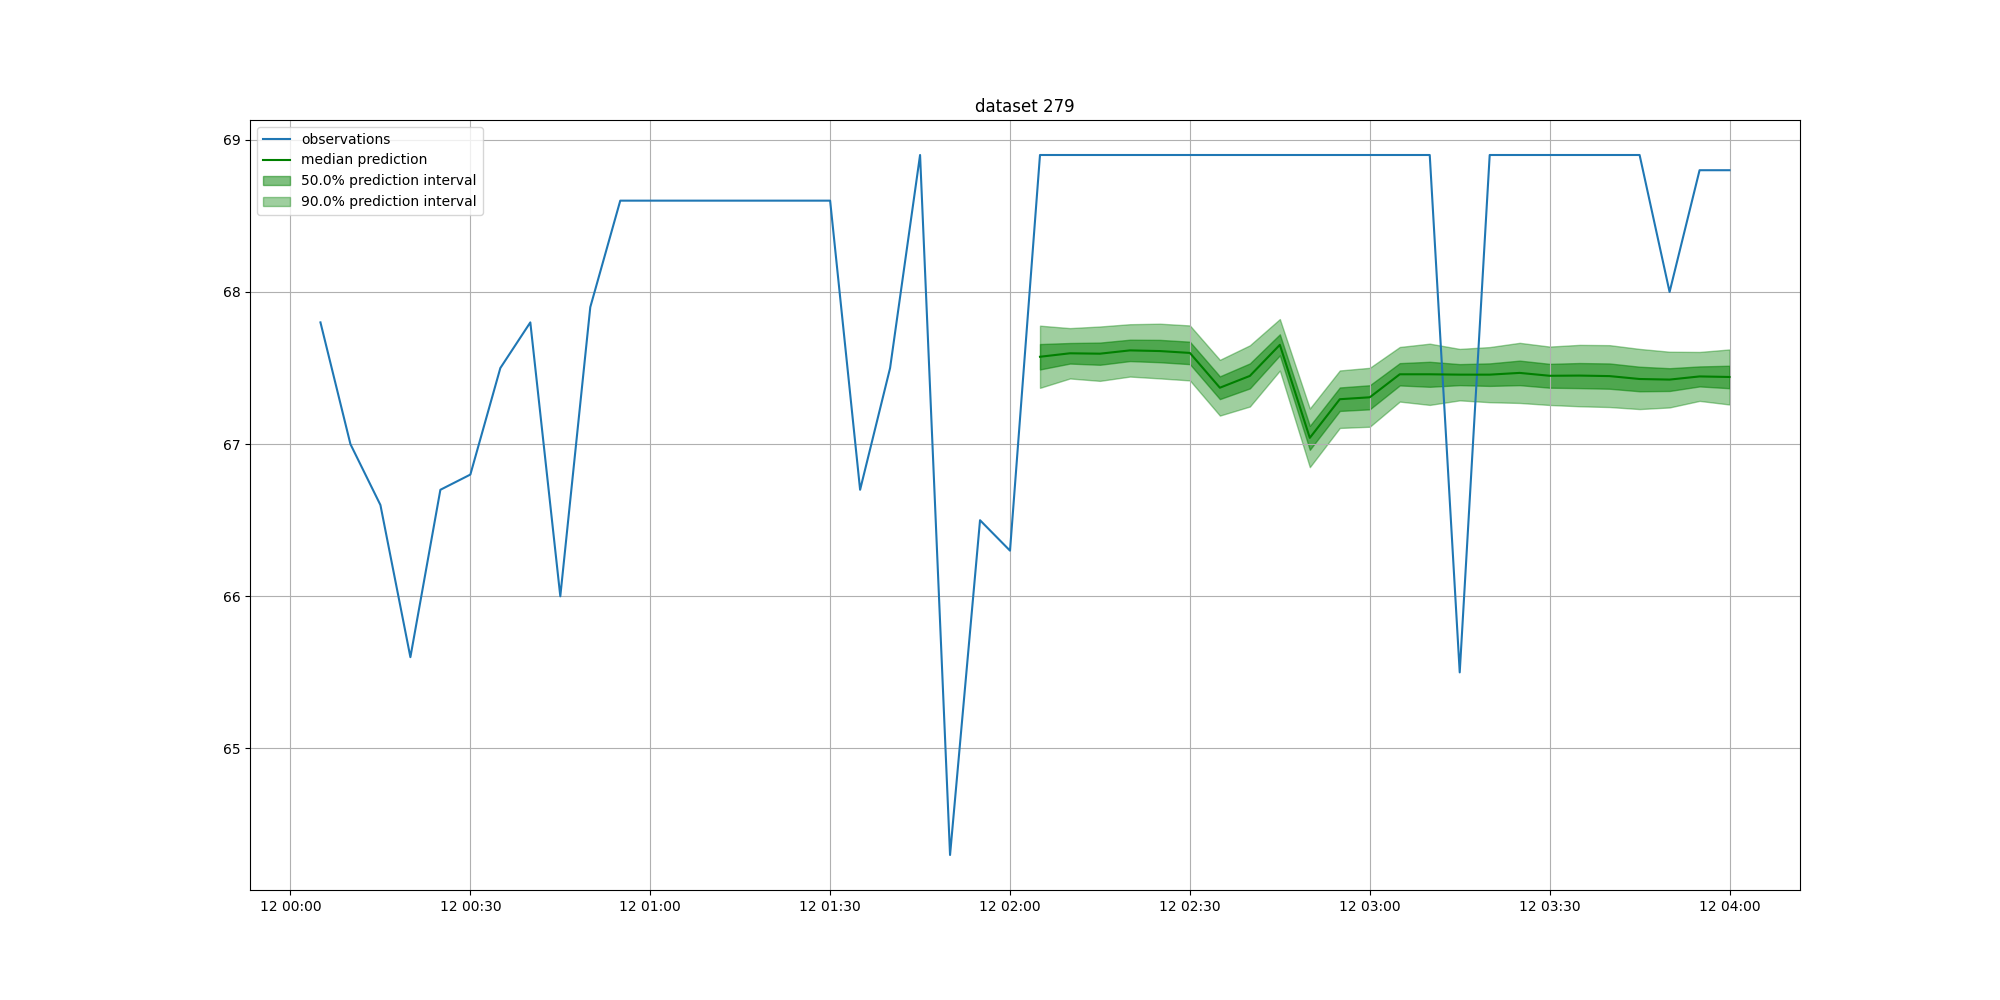 dataset 279
observations
median prediction
50.0% prediction interval
90.0% prediction interval
69
68
67
66
65
12 00:00
12 00:30
12 01:00
12 01:30
12 02:00
12 02:30
12 03:00
12 03:30
12 04:00